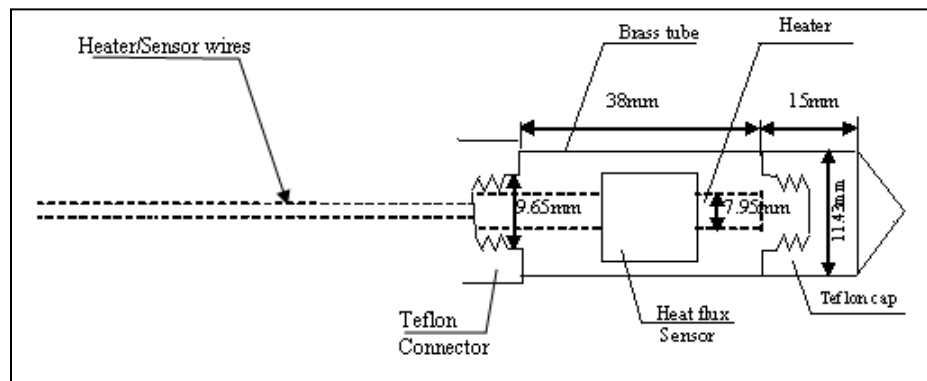 Heater/Sensor wires
Brass tube
Heater
38mm
15mm
9.65mm
7.95mm
11.43mm
Teflon
Connector
Heat flux
Sensor
Teflon cap